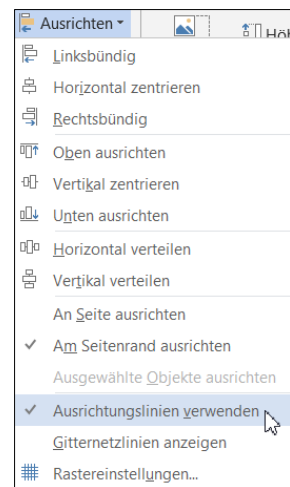 Ausrichten
Linksbündig
Horizontal zentrieren
Rechtsbündig
Oben ausrichten
Vertikal zentrieren
Unten ausrichten
Horizontal verteilen
Vertikal verteilen
An Seite ausrichten
Am Seitenrand ausrichten
Ausgewählte Objekte ausrichten
Ausrichtungslinien verwenden
Gitternetzlinien anzeigen
Rastereinstellungen...